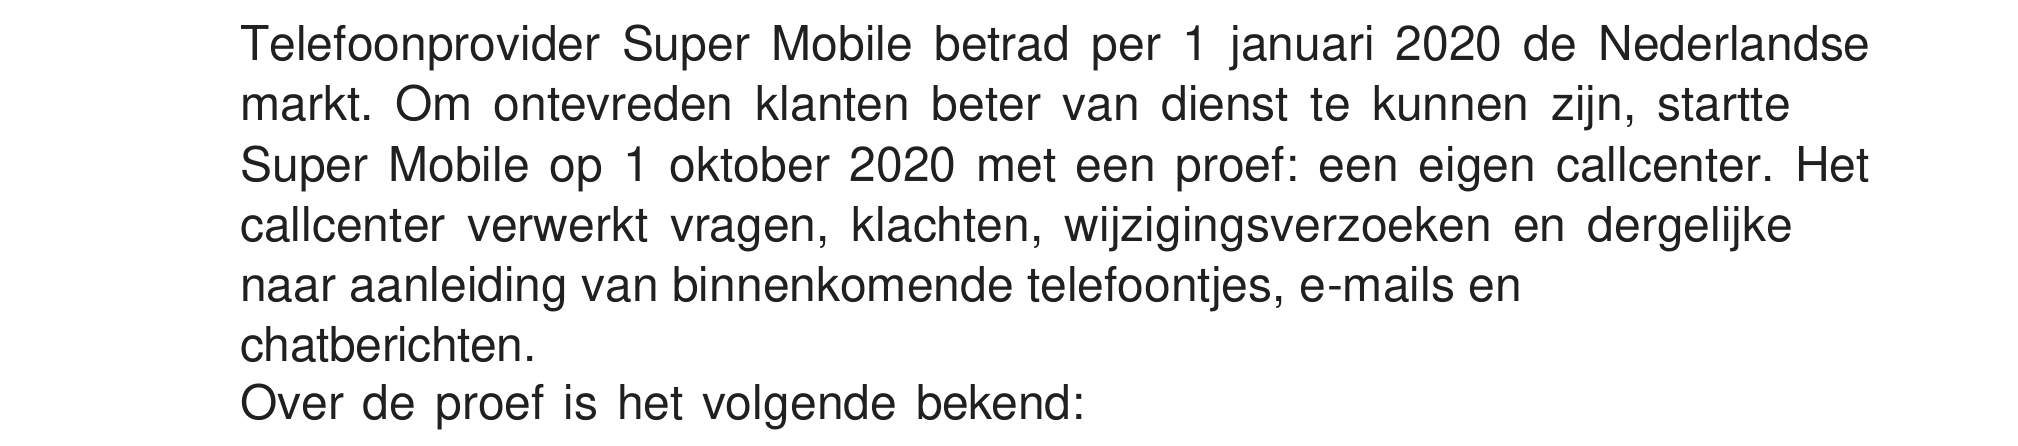 Telefoonprovider Super Mobile betrad per 1 januari 2020 de Nederlandse
markt. Om ontevreden klanten beter van dienst te kunnen zijn, startte
Super Mobile op 1 oktober 2020 met een proef: een eigen callcenter. Het
callcenter verwerkt vragen, klachten, wijzigingsverzoeken en dergelijke
naar aanleiding van binnenkomende telefoontjes, e-mails en
chatberichten.
Over de proef is het volgende bekend: